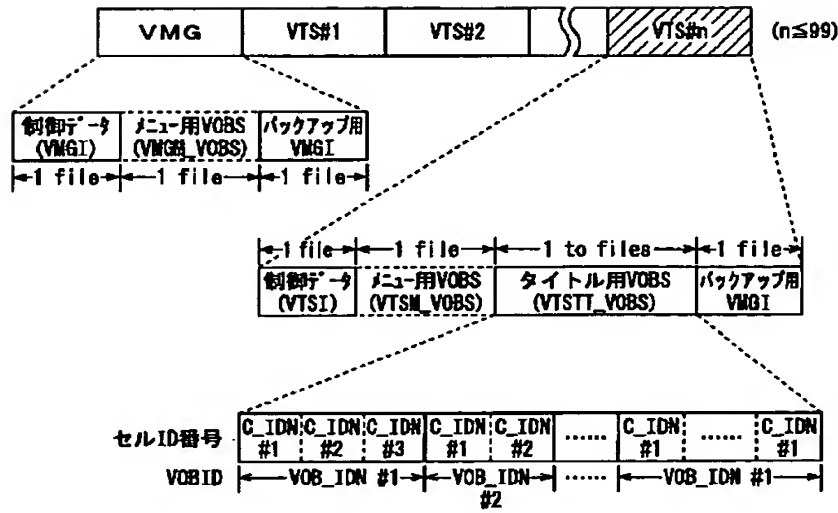 VMG VTS#1 VTS#2 VTS#n (n≦99)
制御データ メニュー用VOBS バックアップ用
(VMGI) (VMGM_VOBS) VMGI
1 file 1 file 1 file
1 file 1 file 1 to files 1 file
制御データ メニュー用VOBS タイトル用VOBS バックアップ用
(VTSI) (VTSM_VOBS) (VTSTT_VOBS) VMGI
セルID番号 C_IDN C_IDN C_IDN C_IDN C_IDN …… C_IDN …… C_IDN
#1 #2 #3 #1 #2 #1 #1
VOBID VOB_IDN #1 VOB_IDN …… VOB_IDN #1
#2